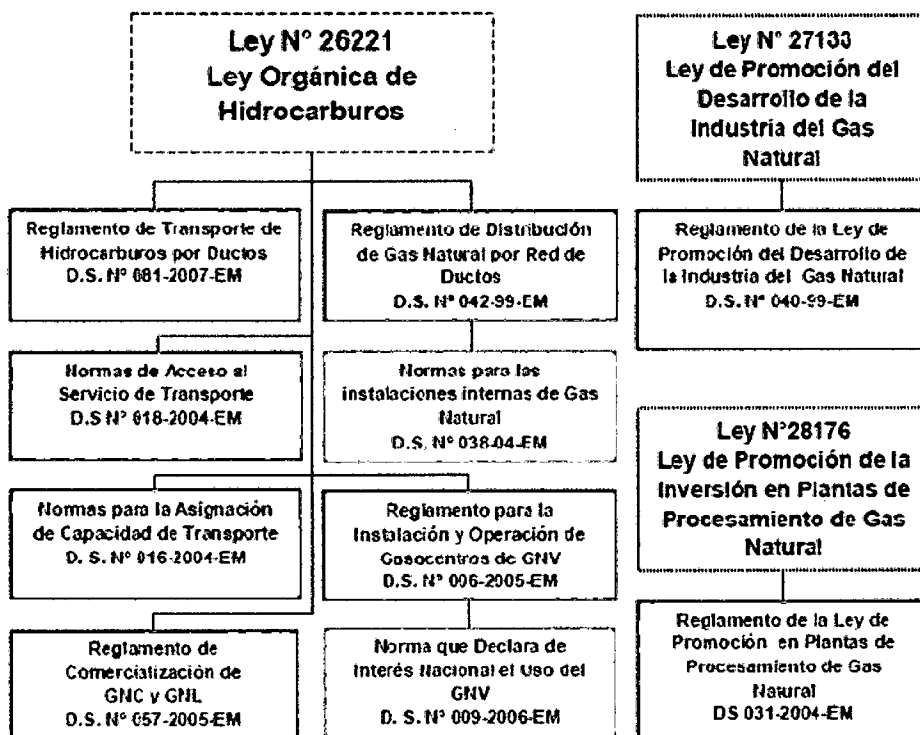 Ley N° 26221
Ley Orgánica de
Hidrocarburos
Ley N° 27133
Ley de Promoción del
Desarrollo de la
Industria del Gas
Natural
Reglamento de Transporte de
Hidrocarburos por Ductos
D.S. N° 081-2007-EM
Reglamento de Distribución
de Gas Natural por Red de
Ductos
D.S. N° 042-99-EM
Reglamento de la Ley de
Promoción del Desarrollo de
la Industria del Gas Natural
D.S. N° 040-99-EM
Normas de Acceso al
Servicio de Transporte
D.S N° 018-2004-EM
Normas para las
instalaciones internas de Gas
Natural
D.S. N° 038-04-EM
Ley N°28176
Ley de Promoción de la
Inversión en Plantas de
Procesamiento de Gas
Natural
Normas para la Asignación
de Capacidad de Transporte
D. S. N° 016-2004-EM
Reglamento para la
Instalación y Operación de
Gasocentros de GNV
D.S. N° 006-2005-EM
Reglamento de
Comercialización de
GNC y GNL
D.S. N° 057-2005-EM
Norma que Declara de
Interés Nacional el Uso del
GNV
D. S. N° 009-2006-EM
Reglamento de la Ley de
Promoción en Plantas de
Procesamiento de Gas
Natural
DS 031-2004-EM